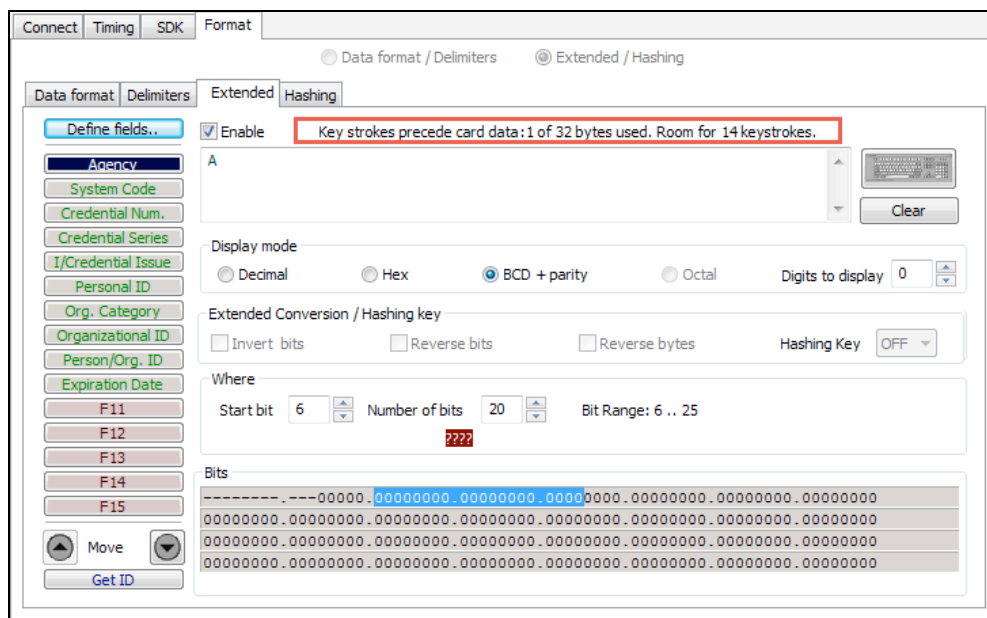 Connect Timing SDK Format
Data format / Delimiters Extended / Hashing
Data format Delimiters Extended Hashing
Define fields.. Enable Key strokes precede card data:1 of 32 bytes used. Room for 14 keystrokes.
Agency A
System Code
Credential Num. Clear
Credential Series Display mode
I/Credential Issue Decimal Hex BCD + parity Octal Digits to display 0
Personal ID
Org. Category Extended Conversion / Hashing key
Organizational ID Invert bits Reverse bits Reverse bytes Hashing Key OFF
Person/Org. ID
Expiration Date Where
F11 Start bit 6 Number of bits 20 Bit Range: 6 .. 25
F12 ????
F13
F14 Bits
F15 --------.---00000.00000000.00000000.00000000.00000000.00000000.00000000
00000000.00000000.00000000.00000000.00000000.00000000.00000000.00000000
Move 00000000.00000000.00000000.00000000.00000000.00000000.00000000.00000000
00000000.00000000.00000000.00000000.00000000.00000000.00000000.00000000
Get ID